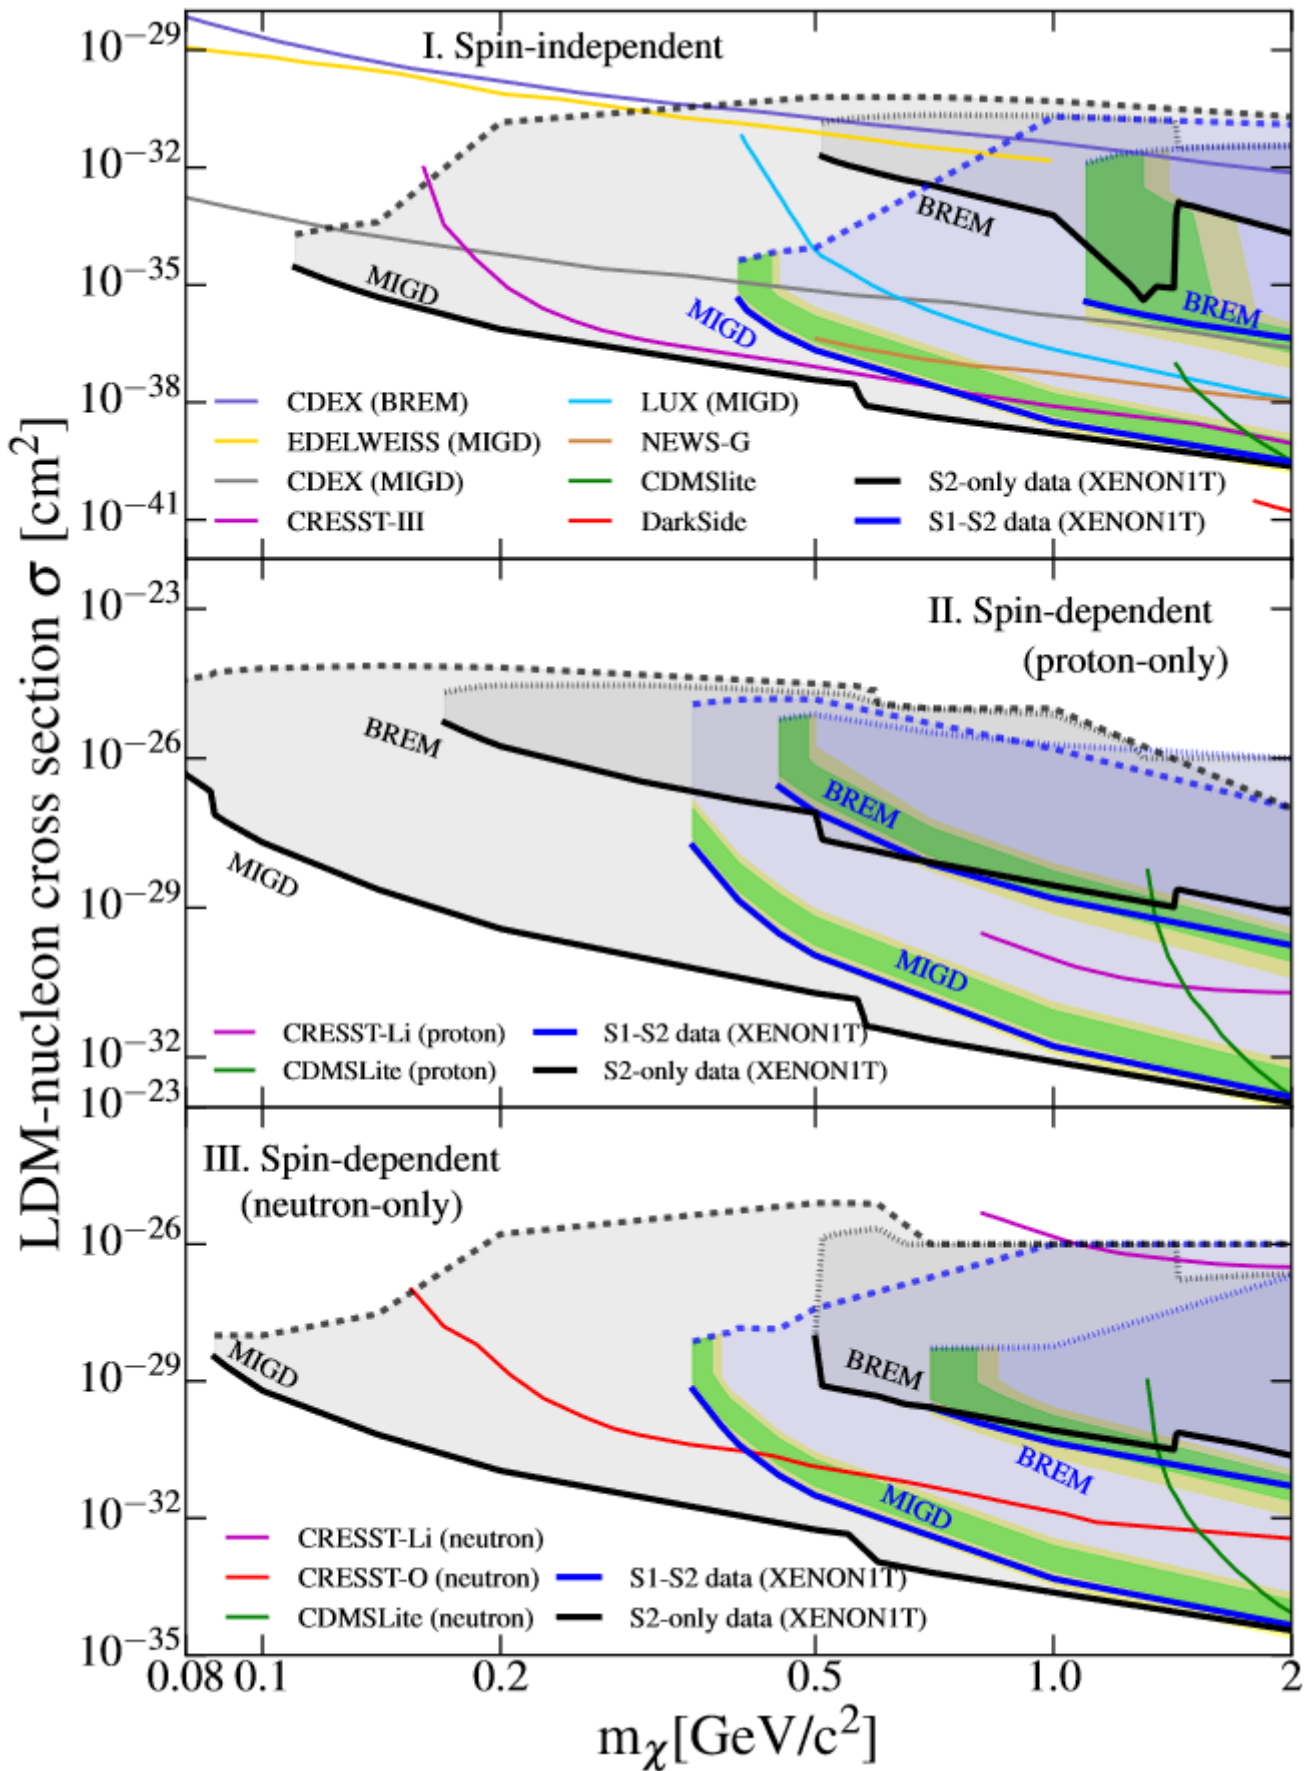 LDM-nucleon cross section σ [cm²]
10⁻²⁹
10⁻³²
10⁻³⁵
10⁻³⁸
10⁻⁴¹
I. Spin-independent
BREM
MIGD
MIGD
BREM
CDEX (BREM)
EDELWEISS (MIGD)
CDEX (MIGD)
CRESST-III
LUX (MIGD)
NEWS-G
CDMSlite
DarkSide
S2-only data (XENON1T)
S1-S2 data (XENON1T)
10⁻²³
10⁻²⁶
10⁻²⁹
10⁻³²
II. Spin-dependent
(proton-only)
BREM
BREM
MIGD
MIGD
CRESST-Li (proton)
CDMSLite (proton)
S1-S2 data (XENON1T)
S2-only data (XENON1T)
10⁻²³
10⁻²⁶
10⁻²⁹
10⁻³²
10⁻³⁵
III. Spin-dependent
(neutron-only)
MIGD
BREM
BREM
MIGD
CRESST-Li (neutron)
CRESST-O (neutron)
CDMSLite (neutron)
S1-S2 data (XENON1T)
S2-only data (XENON1T)
0.08 0.1 0.2 0.5 1.0 2
mᵪ[GeV/c²]